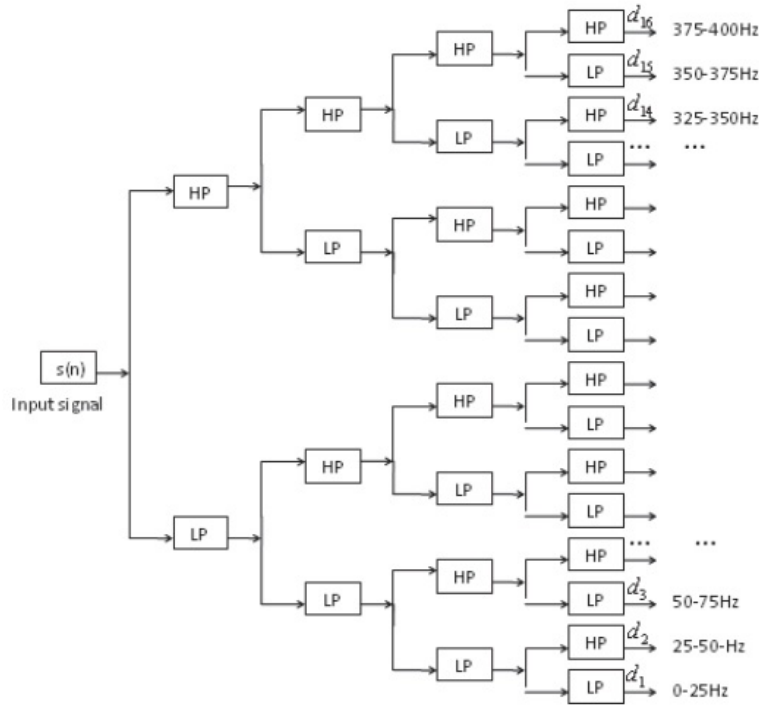 HP d₁₆ 375-400Hz
HP
LP d₁₅ 350-375Hz
HP
HP d₁₄ 325-350Hz
LP
LP ... ...
HP
HP
HP
LP
LP
HP
LP
LP
s(n)
Input signal
HP
HP
LP
HP
HP
LP
LP
LP
HP ... ...
HP
LP
LP d₃ 50-75Hz
HP d₂ 25-50-Hz
LP
LP d₁ 0-25Hz